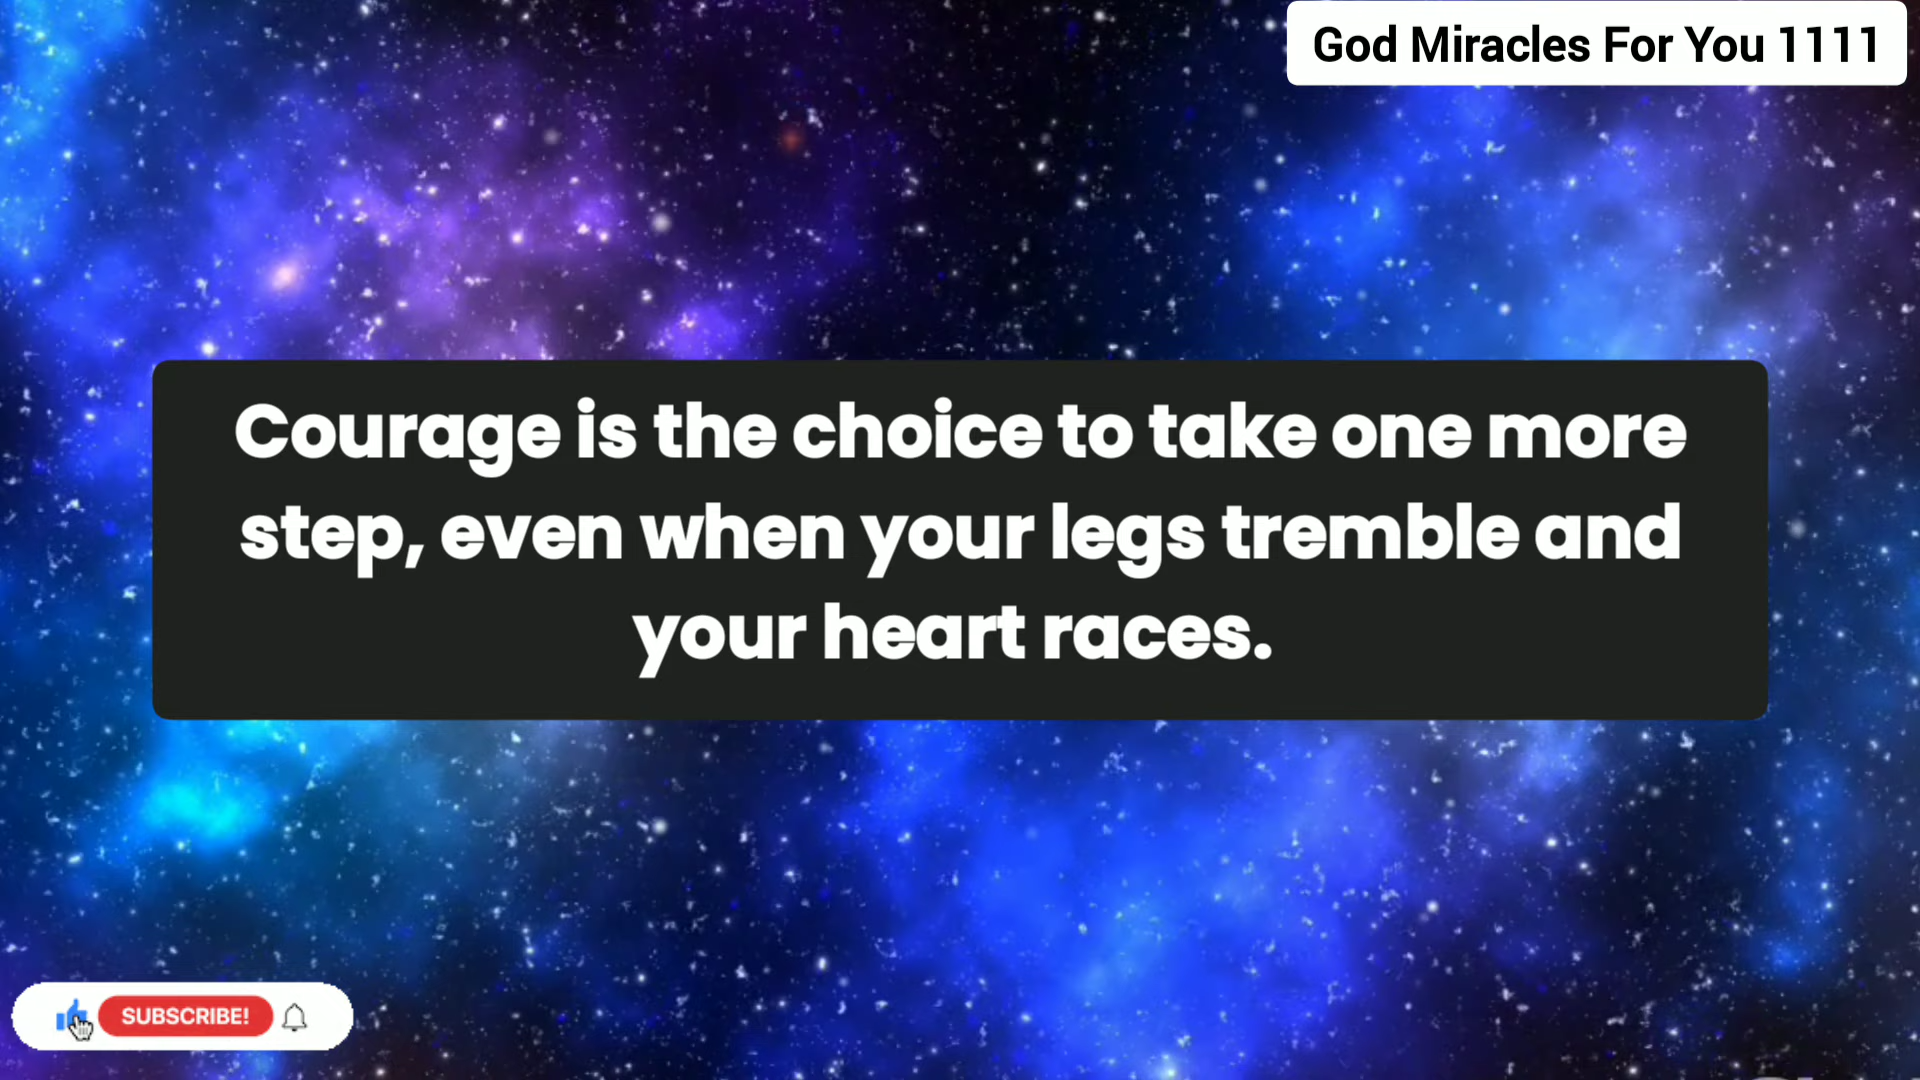 God Miracles For You 1111
Courage is the choice to take one more
step, even when your legs tremble and
your heart races.
SUBSCRIBE!